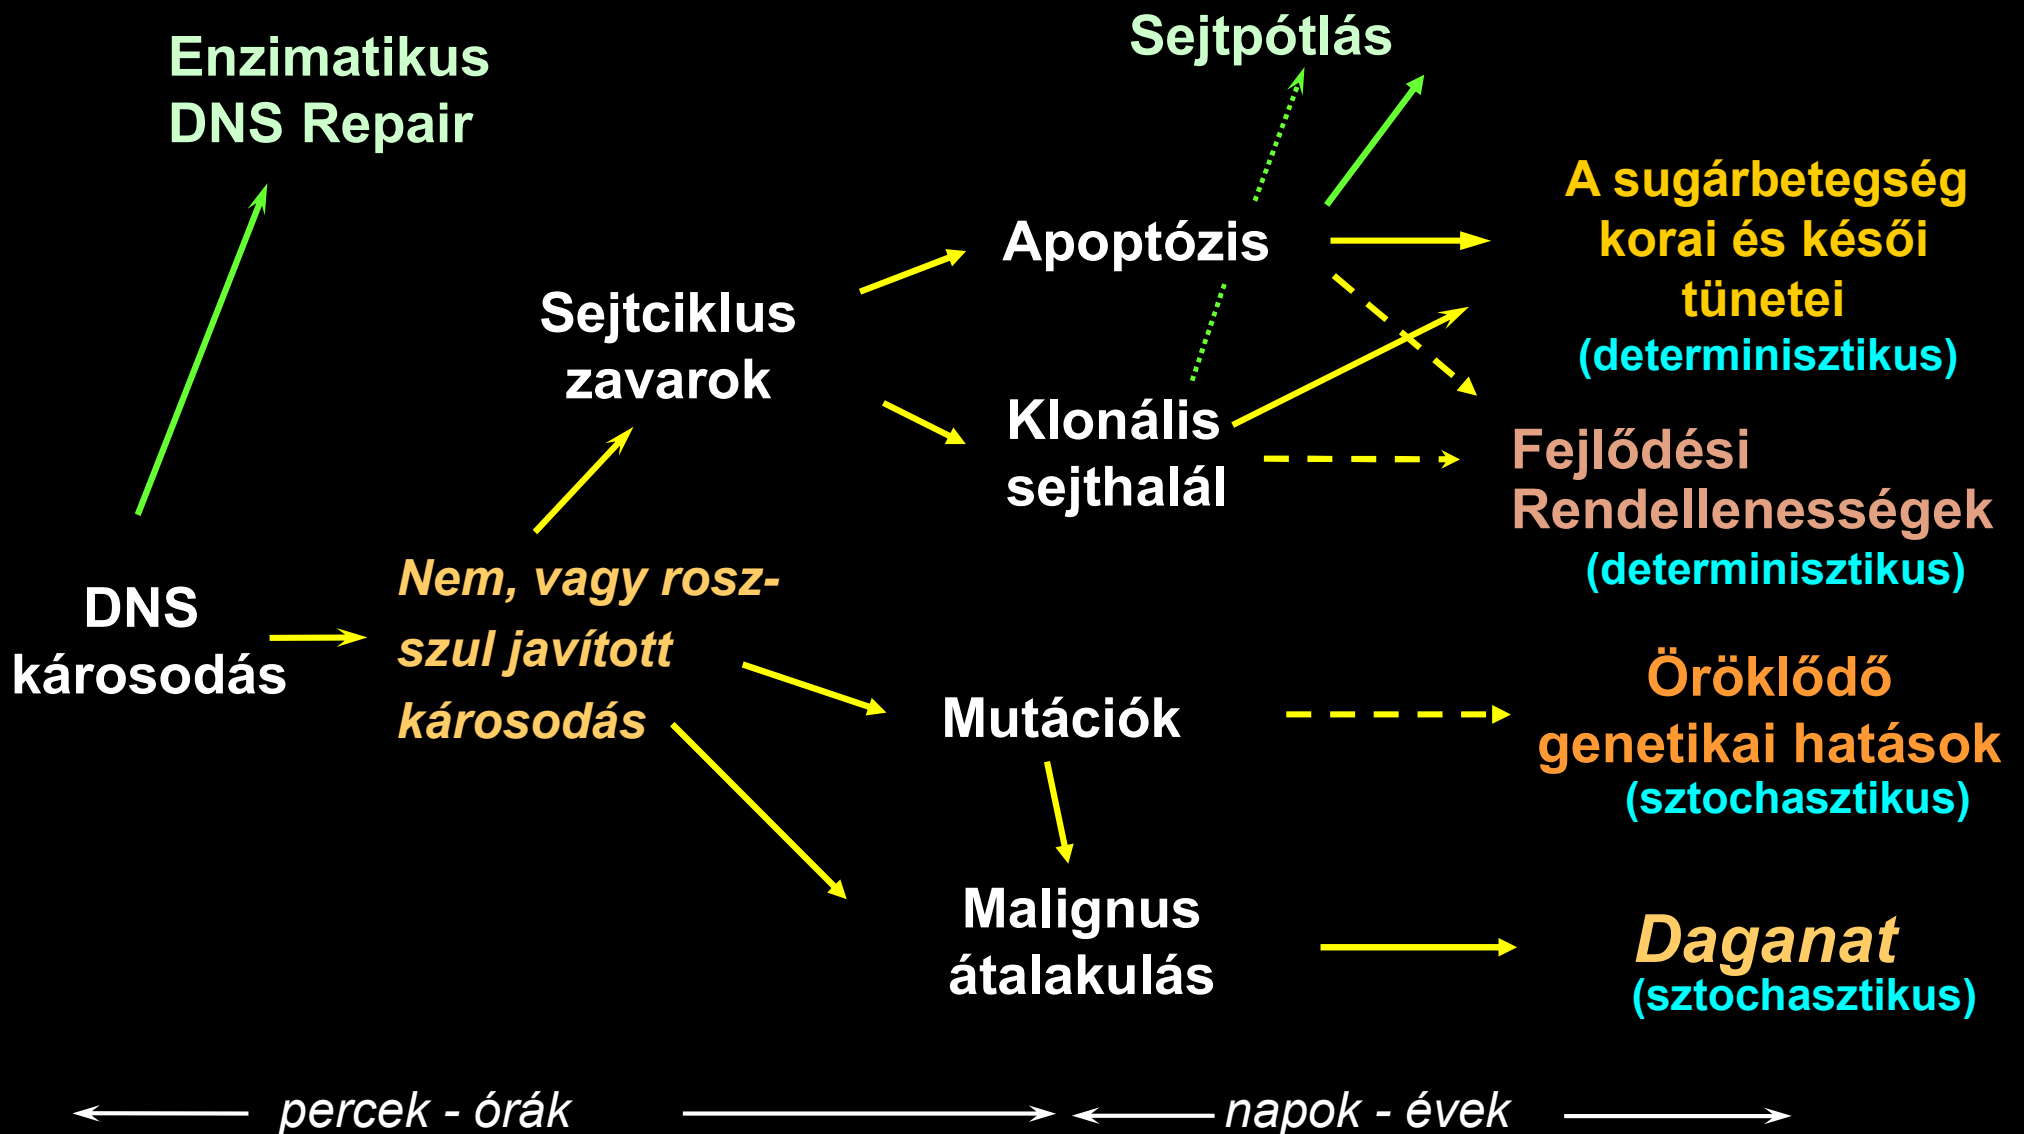 Enzimatikus
DNS Repair
Sejtpótlás
A sugárbetegség
korai és késői
tünetei
(determinisztikus)
Apoptózis
Sejtciklus
zavarok
Klonális
sejthalál
Fejlődési
Rendellenességek
(determinisztikus)
DNS
károsodás
Nem, vagy rosz-
szul javított
károsodás
Mutációk
Öröklődő
genetikai hatások
(sztochasztikus)
Malignus
átalakulás
Daganat
(sztochasztikus)
percek - órák
napok - évek